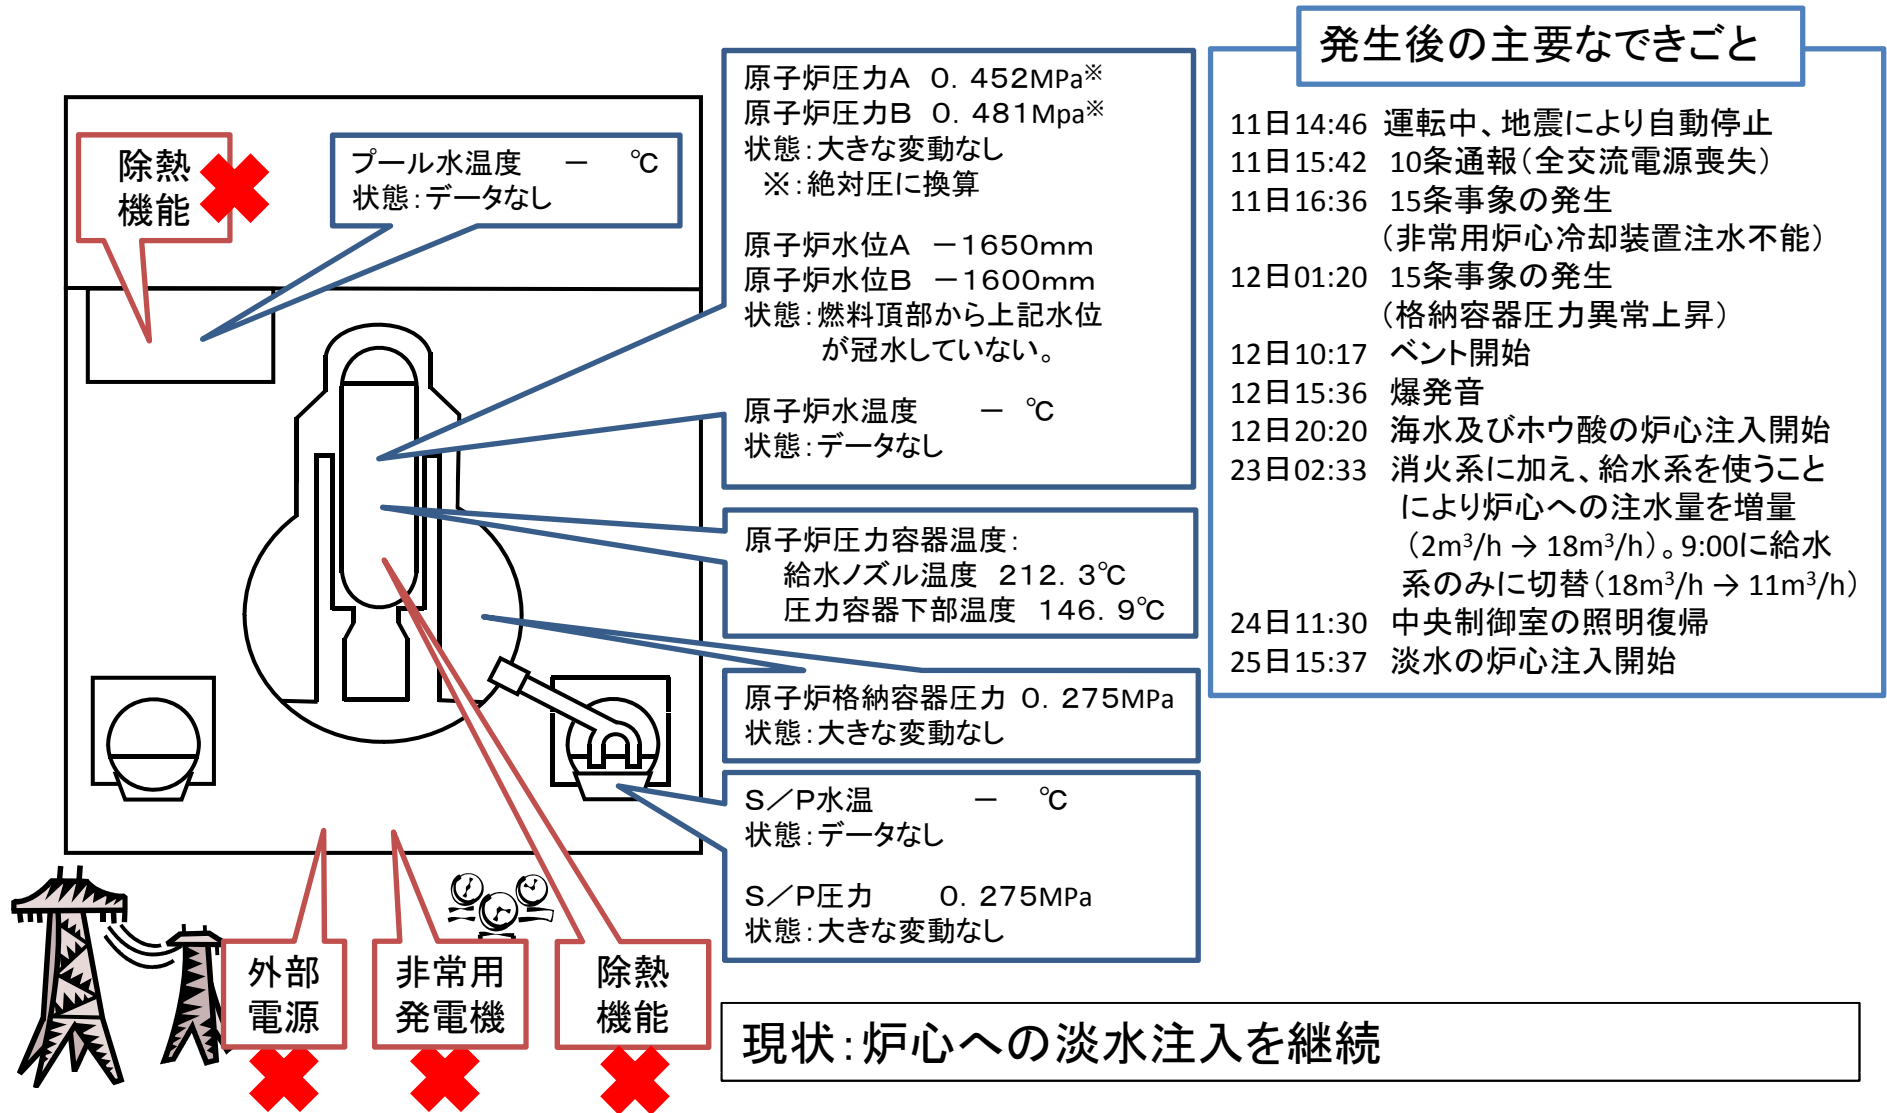 発生後の主要なできごと
11日14:46 運転中、地震により自動停止
11日15:42 10条通報(全交流電源喪失)
11日16:36 15条事象の発生
(非常用炉心冷却装置注水不能)
12日01:20 15条事象の発生
(格納容器圧力異常上昇)
12日10:17 ベント開始
12日15:36 爆発音
12日20:20 海水及びホウ酸の炉心注入開始
23日02:33 消火系に加え、給水系を使うこと
により炉心への注水量を増量
(2m³/h → 18m³/h)。9:00に給水
系のみに切替(18m³/h → 11m³/h)
24日11:30 中央制御室の照明復帰
25日15:37 淡水の炉心注入開始
除熱
機能
プール水温度 － ℃
状態:データなし
原子炉圧力A 0.452MPa※
原子炉圧力B 0.481Mpa※
状態:大きな変動なし
※:絶対圧に換算
原子炉水位A －1650mm
原子炉水位B －1600mm
状態:燃料頂部から上記水位
が冠水していない。
原子炉水温度 － ℃
状態:データなし
原子炉圧力容器温度:
給水ノズル温度 212.3℃
圧力容器下部温度 146.9℃
原子炉格納容器圧力 0.275MPa
状態:大きな変動なし
S/P水温 － ℃
状態:データなし
S/P圧力 0.275MPa
状態:大きな変動なし
外部
電源
非常用
発電機
除熱
機能
現状:炉心への淡水注入を継続